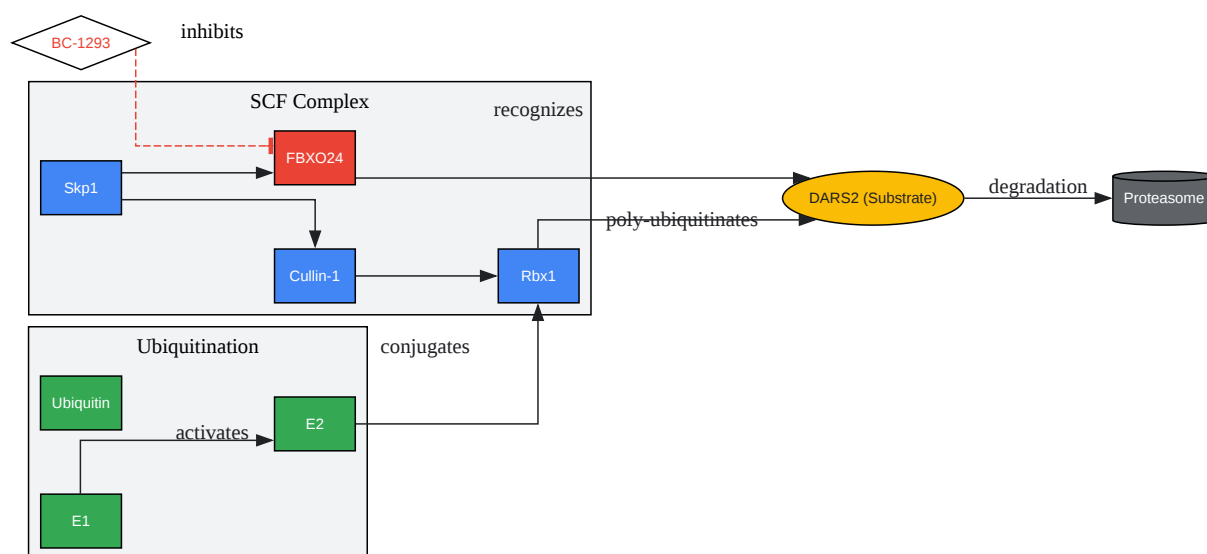 BC-1293
inhibits
SCF Complex
recognizes
FBXO24
Skp1
DARS2 (Substrate)
degradation
Proteasome
poly-ubiquitinates
Cullin-1
Rbx1
Ubiquitination
conjugates
Ubiquitin
E2
activates
E1